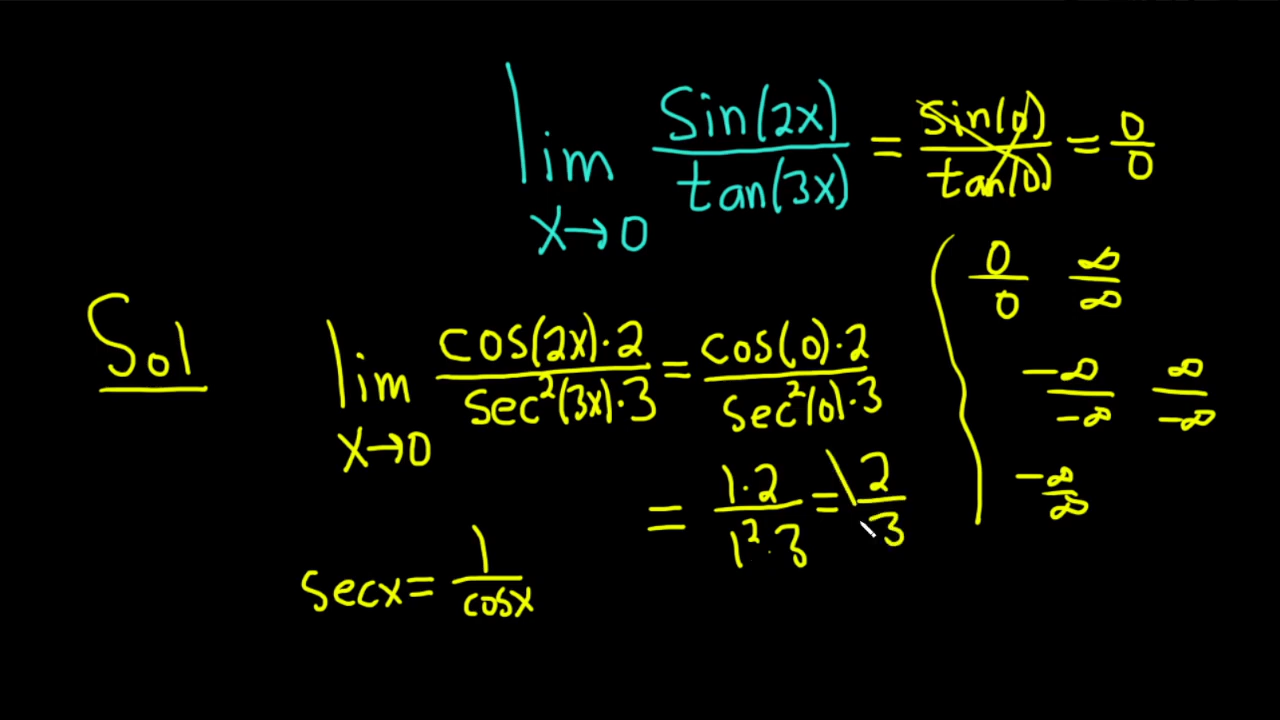 lim x→0 sin(2x)/tan(3x) = sin(0)/tan(0) = 0/0
0/0 ∞/∞
Sol lim x→0 cos(2x)·2/sec²(3x)·3 = cos(0)·2/sec²(0)·3
-∞/-∞ ∞/-∞
= 1·2/1²·3 = 2/3
-∞/∞
secx = 1/cosx